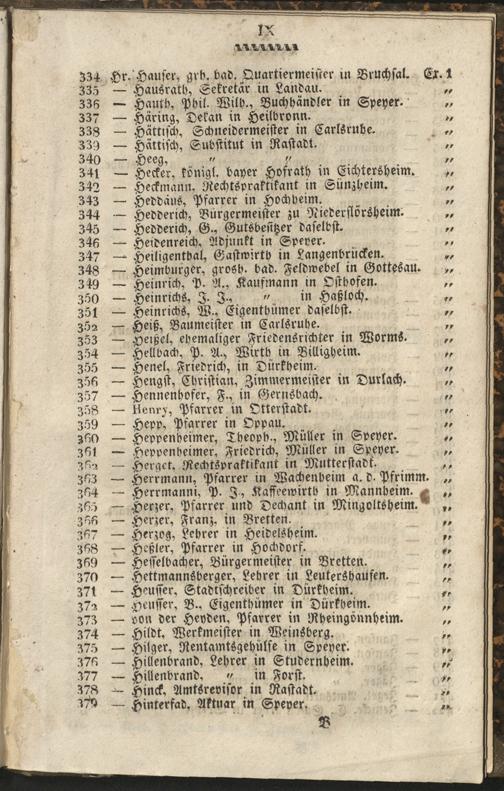 IX
334 Hr. Hauser, grh. bad. Quartiermeister in Bruchsal. Ex. 1
335 — Hausrath, Sekretär in Landau. „
336 — Hauth, Phil. Wilh., Buchhändler in Speyer. „
337 — Häring, Dekan in Heilbronn. „
338 — Hättisch, Schneidermeister in Carlsruhe. „
339 — Hättisch, Substitut in Rastadt. „
340 — Heeg, „ „ „
341 — Hecker, königl. bayer Hofrath in Eichtersheim. „
342 — Heckmann, Rechtspraktikant in Sünzheim. „
343 — Heddäus, Pfarrer in Hochheim. „
344 — Hedderich, Bürgermeister zu Niederflörsheim. „
345 — Hedderich, G., Gutsbesitzer daselbst. „
346 — Heidenreich, Adjunkt in Speyer. „
347 — Heiligenthal, Gastwirth in Langenbrücken. „
348 — Heimburger, grosh. bad. Feldwebel in Gottesau. „
349 — Heinrich, P. A., Kaufmann in Osthofen. „
350 — Heinrichs, J. J., „ in Haßloch. „
351 — Heinrichs, W., Eigenthümer daselbst. „
352 — Heiß, Baumeister in Carlsruhe. „
353 — Heißel, ehemaliger Friedensrichter in Worms. „
354 — Hellbach, P. A., Wirth in Billigheim. „
355 — Henel, Friedrich, in Dürkheim. „
356 — Hengst, Christian, Zimmermeister in Durlach. „
357 — Hennenhofer, F., in Gernsbach. „
358 — Henry, Pfarrer in Otterstadt. „
359 — Hepp, Pfarrer in Oppau. „
360 — Heppenheimer, Theoph., Müller in Speyer. „
361 — Heppenheimer, Friedrich, Müller in Speyer. „
362 — Herget, Rechtspraktikant in Mutterstadt. „
363 — Herrmann, Pfarrer in Wachenheim a. d. Pfrimm. „
364 — Herrmanni, P. J., Kaffeewirth in Mannheim. „
365 — Herzer, Pfarrer und Dechant in Mingoltsheim. „
366 — Herzer, Franz, in Bretten. „
367 — Herzog, Lehrer in Heidelsheim. „
368 — Heßler, Pfarrer in Hochdorf. „
369 — Hesselbacher, Bürgermeister in Bretten. „
370 — Hettmannsberger, Lehrer in Leutershausen. „
371 — Heusser, Stadtschreiber in Dürkheim. „
372 — Heusser, B., Eigenthümer in Dürkheim. „
373 — von der Heyden, Pfarrer in Rheingönnheim. „
374 — Hildt, Werkmeister in Weinsberg. „
375 — Hilger, Rentamtsgehülfe in Speyer. „
376 — Hillenbrand, Lehrer in Studernheim. „
377 — Hillenbrand, „ in Forst. „
378 — Hinck, Amtsrevisor in Rastadt. „
379 — Hinterfad, Aktuar in Speyer. „
B